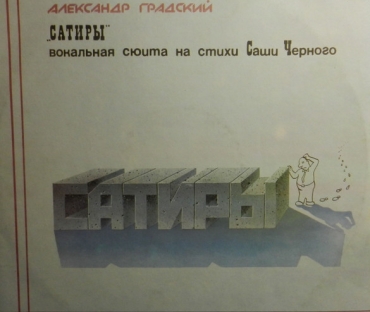 АЛЕКСАНДР ГРАДСКИЙ
„САТИРЫ"
вокальная сюита на стихи Саши Черного
САТИРЫ